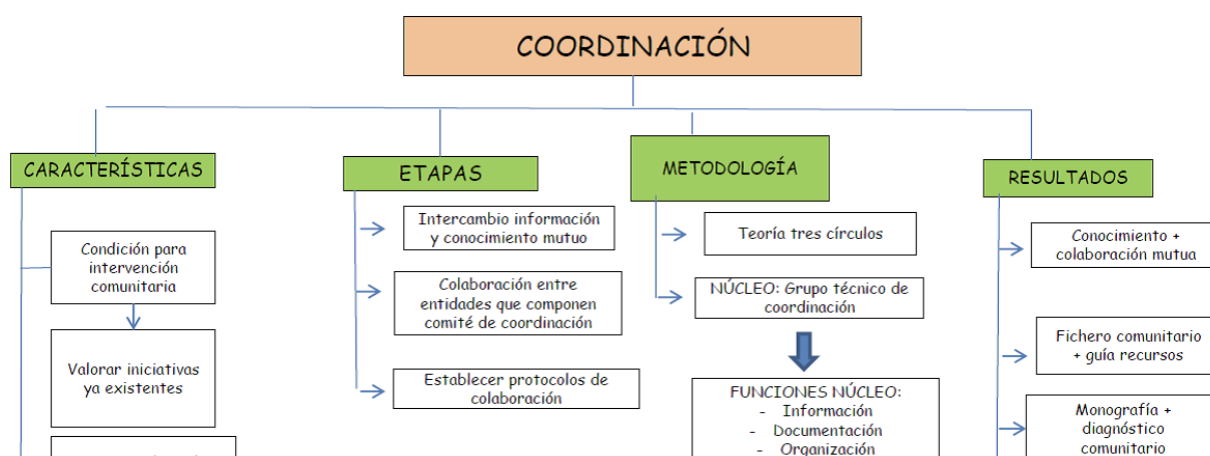 COORDINACIÓN
CARACTERÍSTICAS
Condición para
intervención
comunitaria
Valorar iniciativas
ya existentes
ETAPAS
Intercambio información
y conocimiento mutuo
Colaboración entre
entidades que componen
comité de coordinación
Establecer protocolos de
colaboración
METODOLOGÍA
Teoría tres círculos
NÚCLEO: Grupo técnico de
coordinación
FUNCIONES NÚCLEO:
- Información
- Documentación
- Organización
RESULTADOS
Conocimiento +
colaboración mutua
Fichero comunitario
+ guía recursos
Monografía +
diagnóstico
comunitario